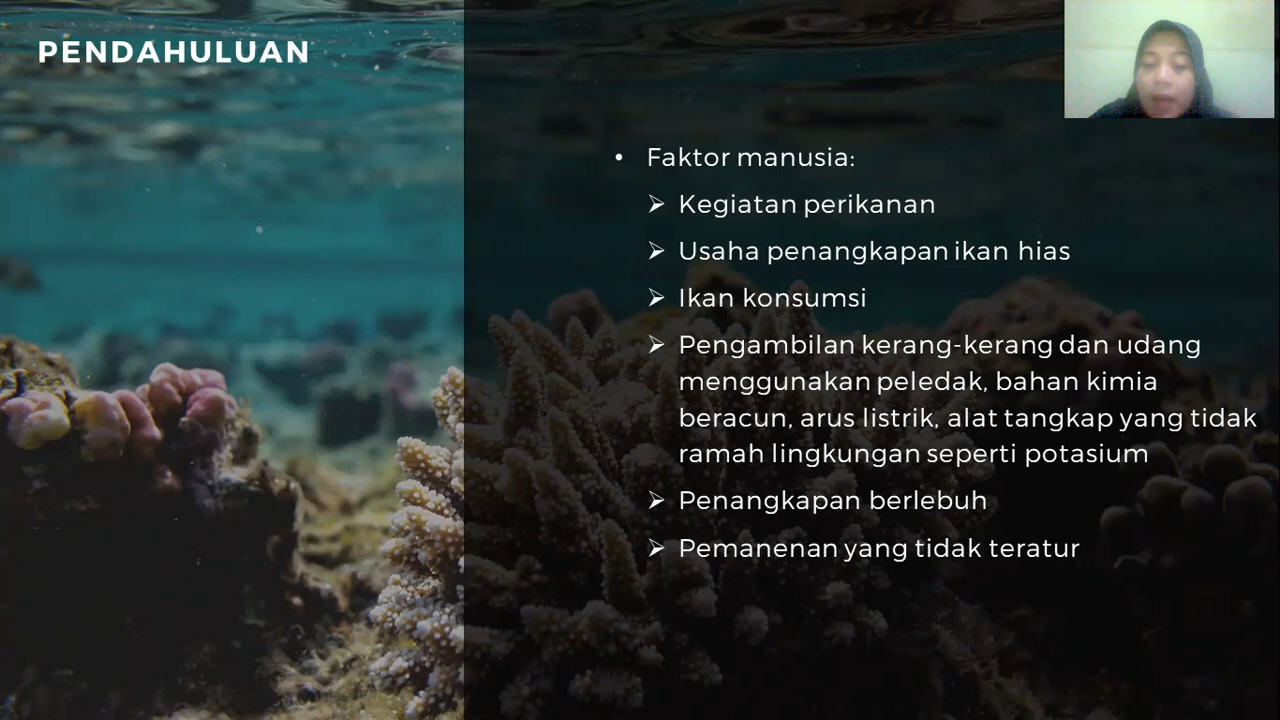 PENDAHULUAN
• Faktor manusia:
➢ Kegiatan perikanan
➢ Usaha penangkapan ikan hias
➢ Ikan konsumsi
➢ Pengambilan kerang-kerang dan udang
menggunakan peledak, bahan kimia
beracun, arus listrik, alat tangkap yang tidak
ramah lingkungan seperti potasium
➢ Penangkapan berlebuh
➢ Pemanenan yang tidak teratur